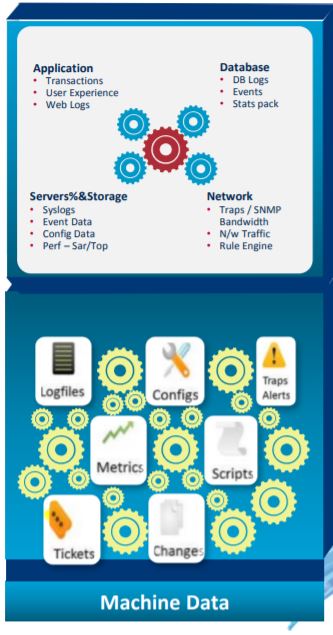 Application
• Transactions
• User Experience
• Web Logs
Database
• DB Logs
• Events
• Stats pack
Servers%&Storage
• Syslogs
• Event Data
• Config Data
• Perf – Sar/Top
Network
• Traps / SNMP
Bandwidth
• N/w Traffic
• Rule Engine
Logfiles
Configs
Traps
Alerts
Metrics
Scripts
Tickets
Changes
Machine Data